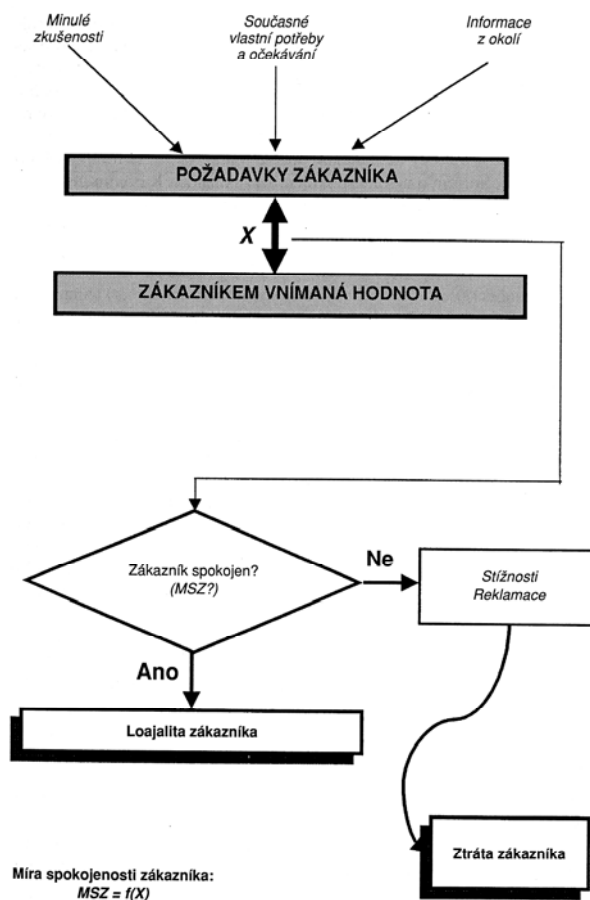 Minulé
zkušenosti
Současné
vlastní potřeby
a očekávání
Informace
z okolí
POŽADAVKY ZÁKAZNÍKA
X
ZÁKAZNÍKEM VNÍMANÁ HODNOTA
Zákazník spokojen?
(MSZ?)
Ne
Stížnosti
Reklamace
Ano
Loajalita zákazníka
Ztráta zákazníka
Míra spokojenosti zákazníka:
MSZ = f(X)